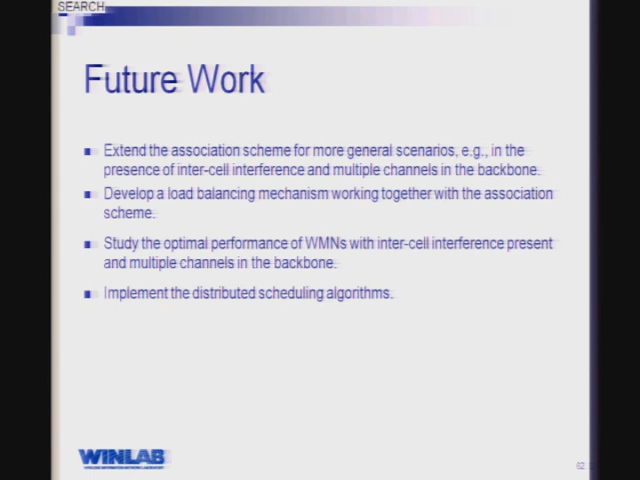 SEARCH
Future Work
Extend the association scheme for more general scenarios, e.g., in the
presence of inter-cell interference and multiple channels in the backbone.
Develop a load balancing mechanism working together with the association
scheme.
Study the optimal performance of WMNs with inter-cell interference present
and multiple channels in the backbone.
Implement the distributed scheduling algorithms.
WINLAB
62